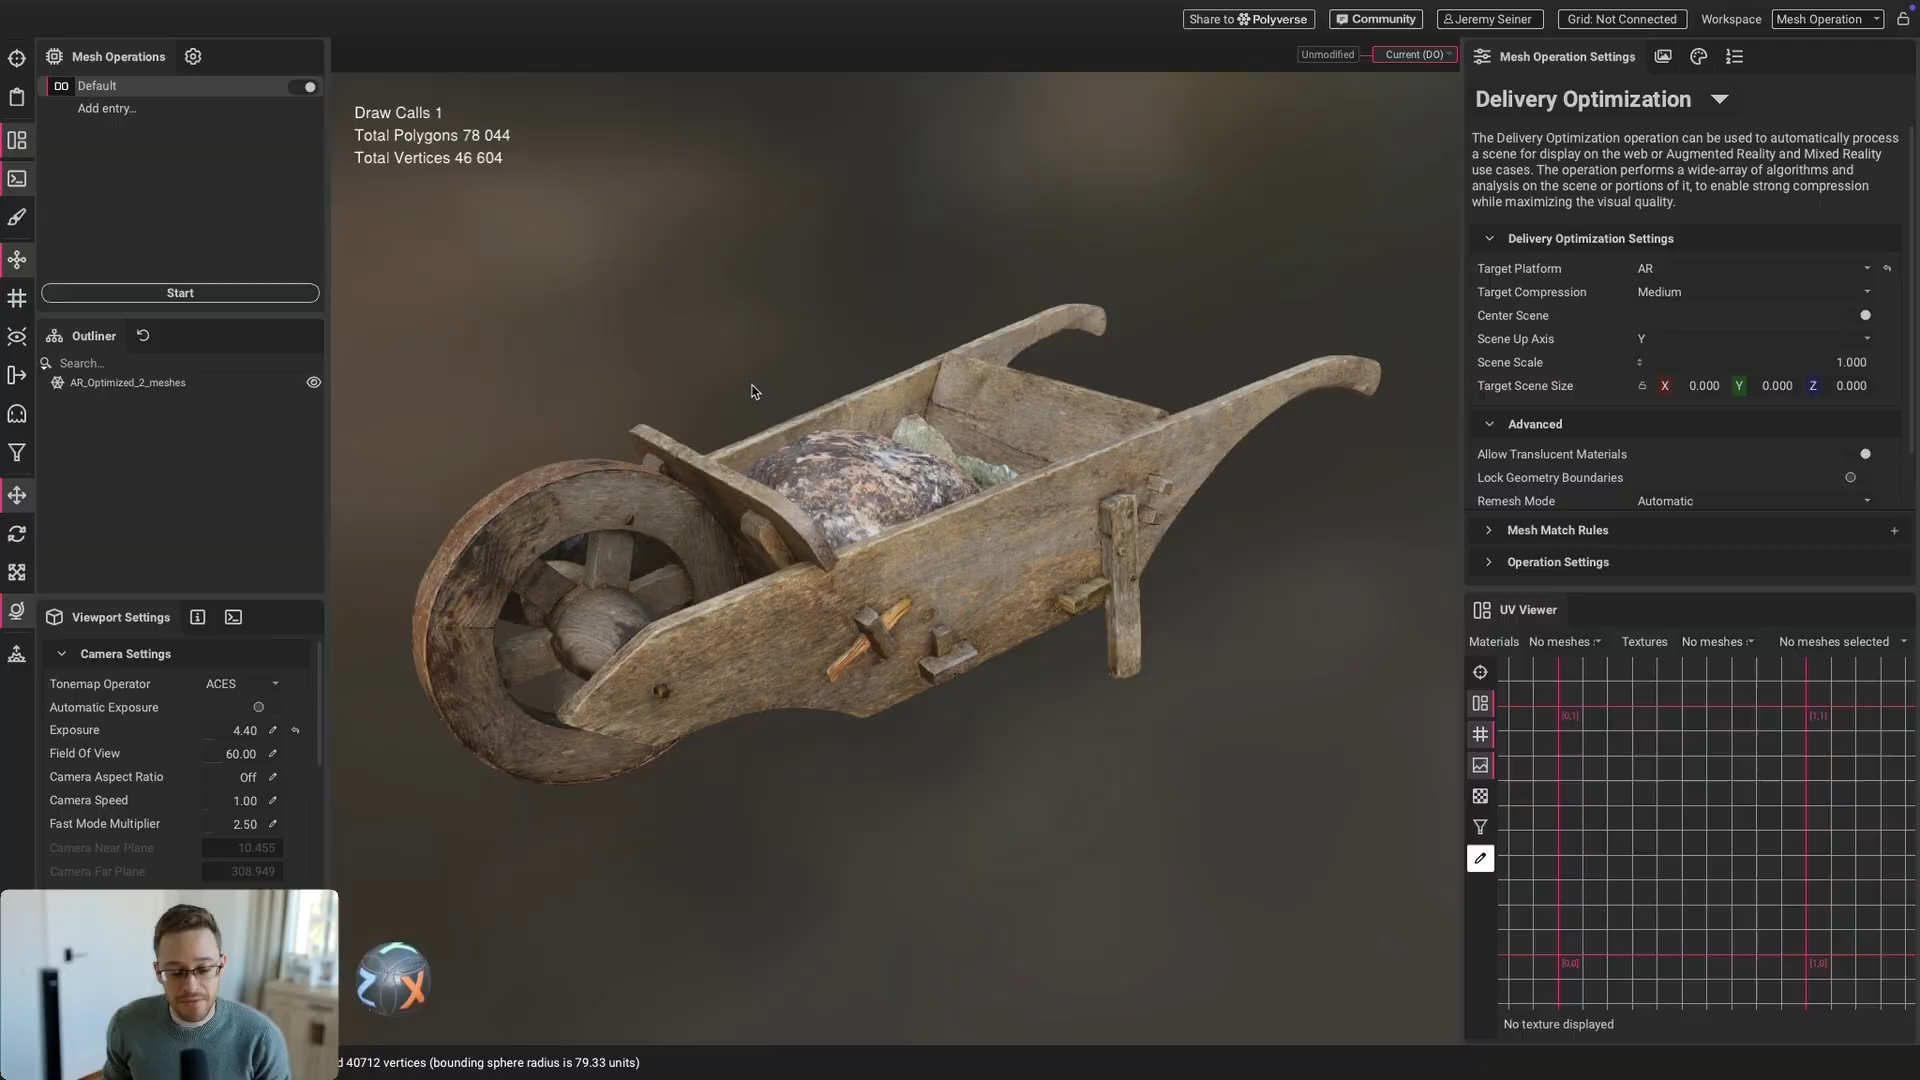 Share to Polyverse
Community
Jeremy Seiner
Grid: Not Connected
Workspace
Mesh Operation
Mesh Operations
DO
Default
Add entry...
Start
Outliner
Search...
AR_Optimized_2_meshes
Viewport Settings
Camera Settings
Tonemap Operator
ACES
Automatic Exposure
Exposure
4.40
Field Of View
60.00
Camera Aspect Ratio
Off
Camera Speed
1.00
Fast Mode Multiplier
2.50
Camera Near Plane
10.455
Camera Far Plane
308.949
Unmodified
Current (DO)
Draw Calls 1
Total Polygons 78 044
Total Vertices 46 604
Z X
d 40712 vertices (bounding sphere radius is 79.33 units)
Mesh Operation Settings
Delivery Optimization
The Delivery Optimization operation can be used to automatically process
a scene for display on the web or Augmented Reality and Mixed Reality
use cases. The operation performs a wide-array of algorithms and
analysis on the scene or portions of it, to enable strong compression
while maximizing the visual quality.
Delivery Optimization Settings
Target Platform
AR
Target Compression
Medium
Center Scene
Scene Up Axis
Y
Scene Scale
1.000
Target Scene Size
X 0.000 Y 0.000 Z 0.000
Advanced
Allow Translucent Materials
Lock Geometry Boundaries
Remesh Mode
Automatic
Mesh Match Rules
Operation Settings
UV Viewer
Materials
No meshes
Textures
No meshes
No meshes selected
[0,1]
[1,1]
[0,0]
[1,0]
No texture displayed